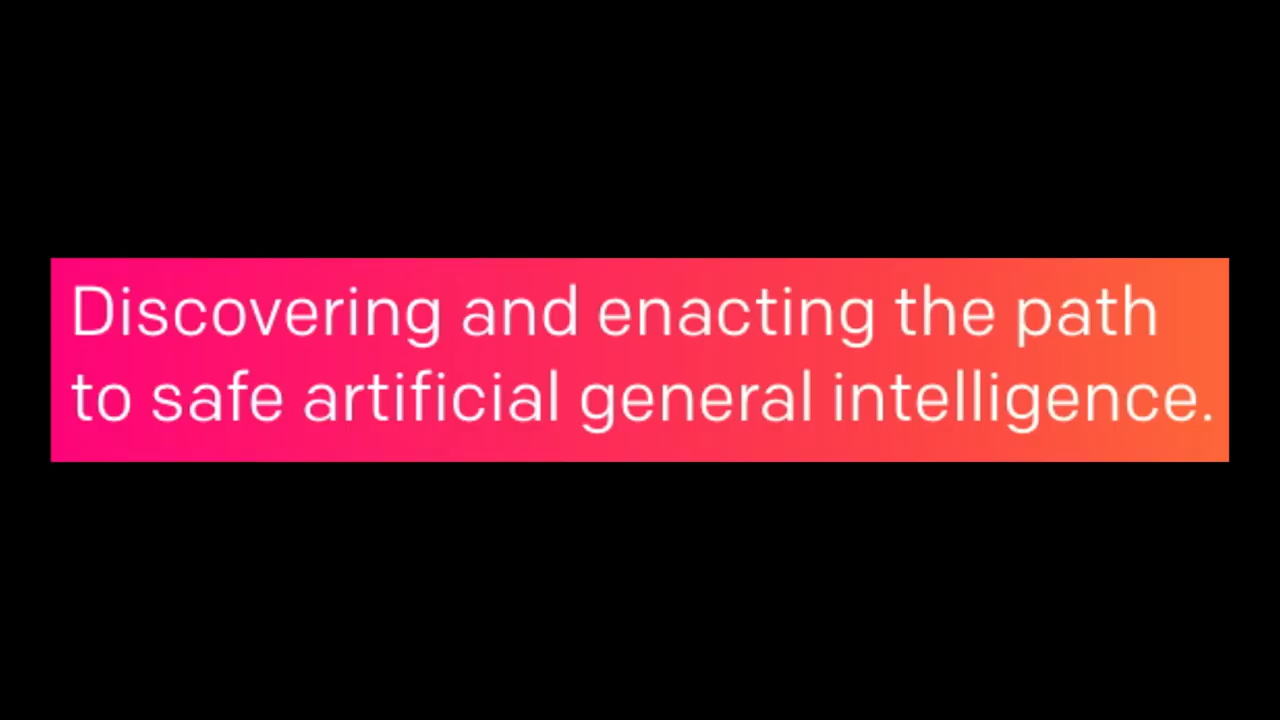 Discovering and enacting the path
to safe artificial general intelligence.